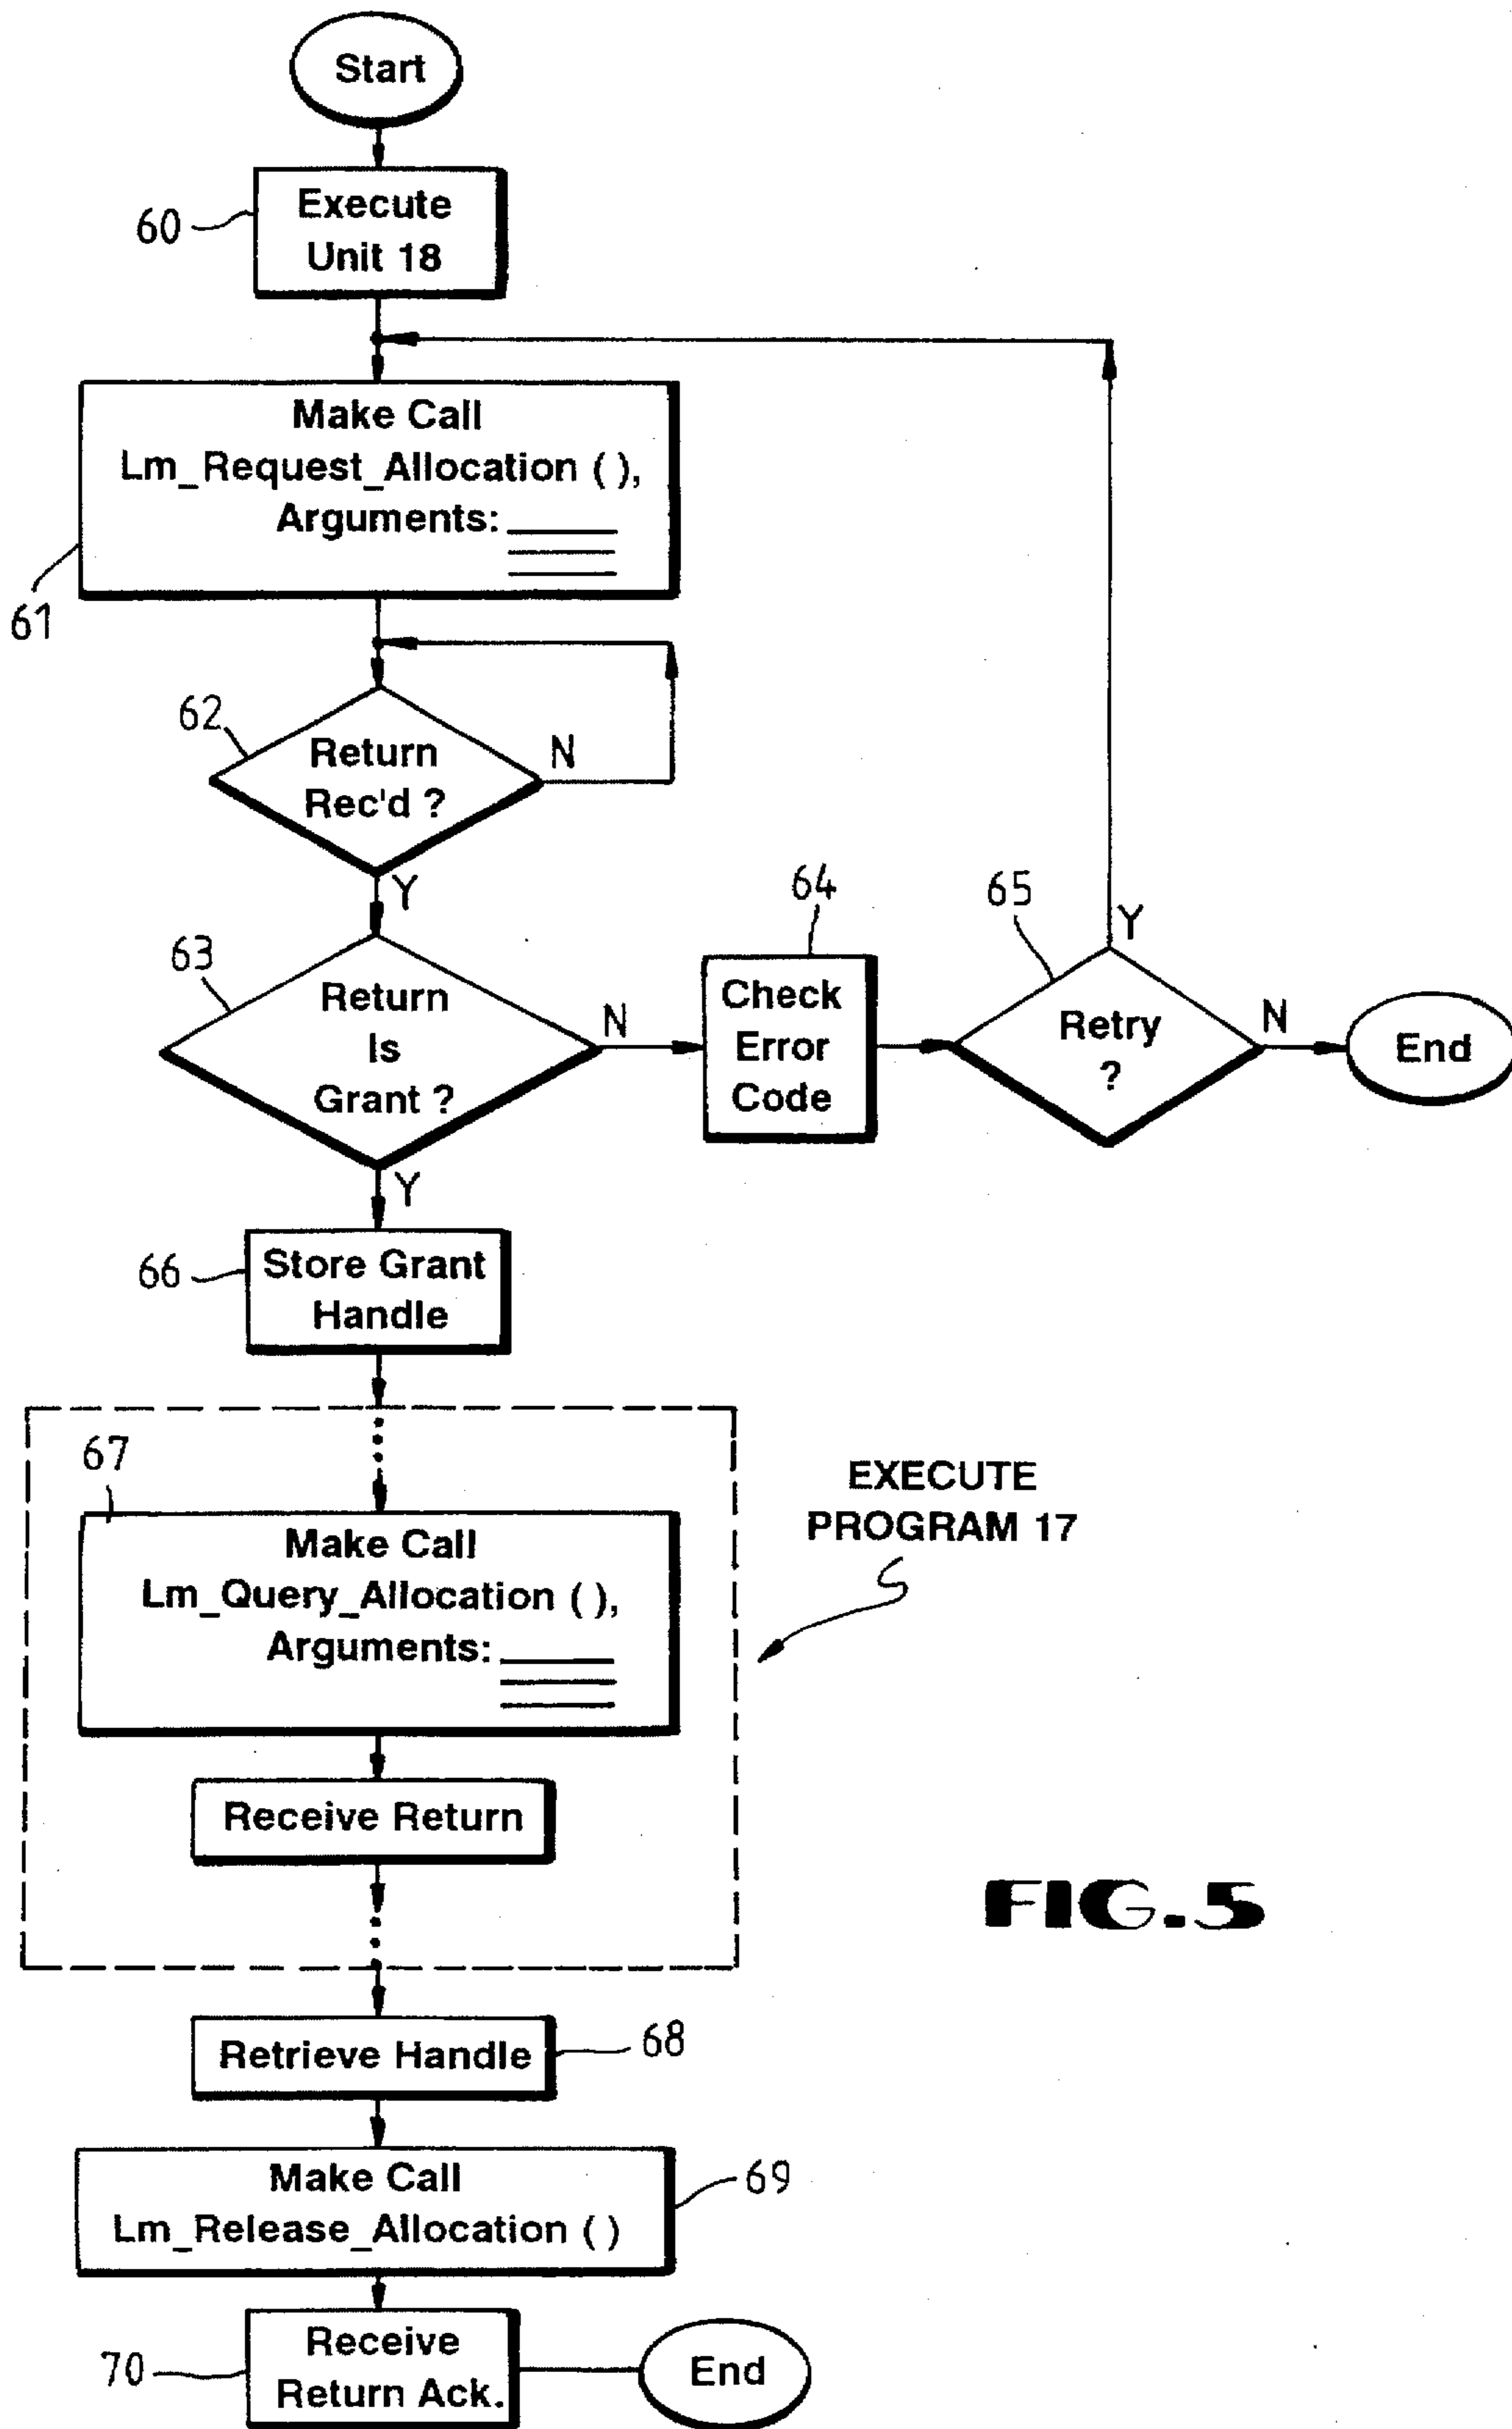 Start
60
Execute
Unit 18
Make Call
Lm_Request_Allocation ( ),
Arguments:
61
62
Return
Rec'd ?
N
Y
63
Return
Is
Grant ?
N
64
Check
Error
Code
65
Retry
?
Y
N
End
Y
66
Store Grant
Handle
67
Make Call
Lm_Query_Allocation ( ),
Arguments:
EXECUTE
PROGRAM 17
Receive Return
FIG.5
Retrieve Handle
68
Make Call
Lm_Release_Allocation ( )
69
70
Receive
Return Ack.
End